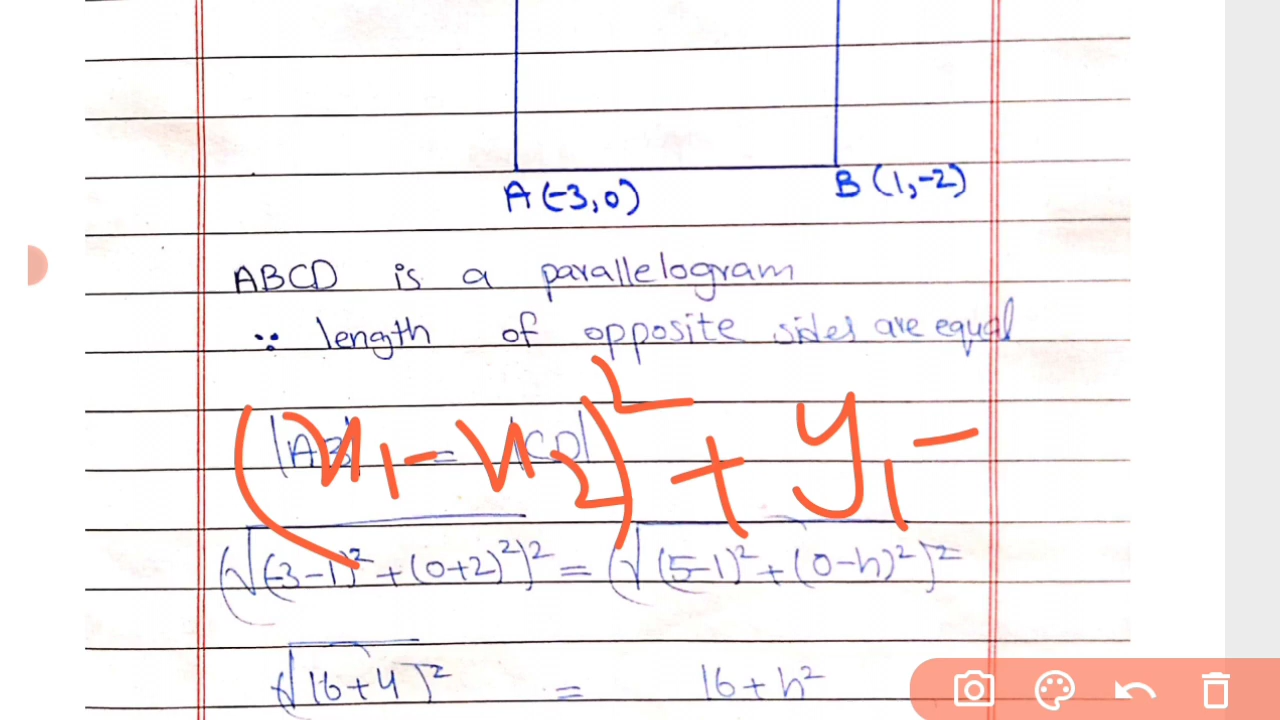 A (-3,0)
B (1,-2)
ABCD is a parallelogram
∵ length of opposite sides are equal
|AB| = |CD|
(x₁ - x₂)² + y₁ -
(√(-3-1)² + (0+2)²)² = (√(5-1)² + (0-h)²)²
(√16+4)² = 16+h²